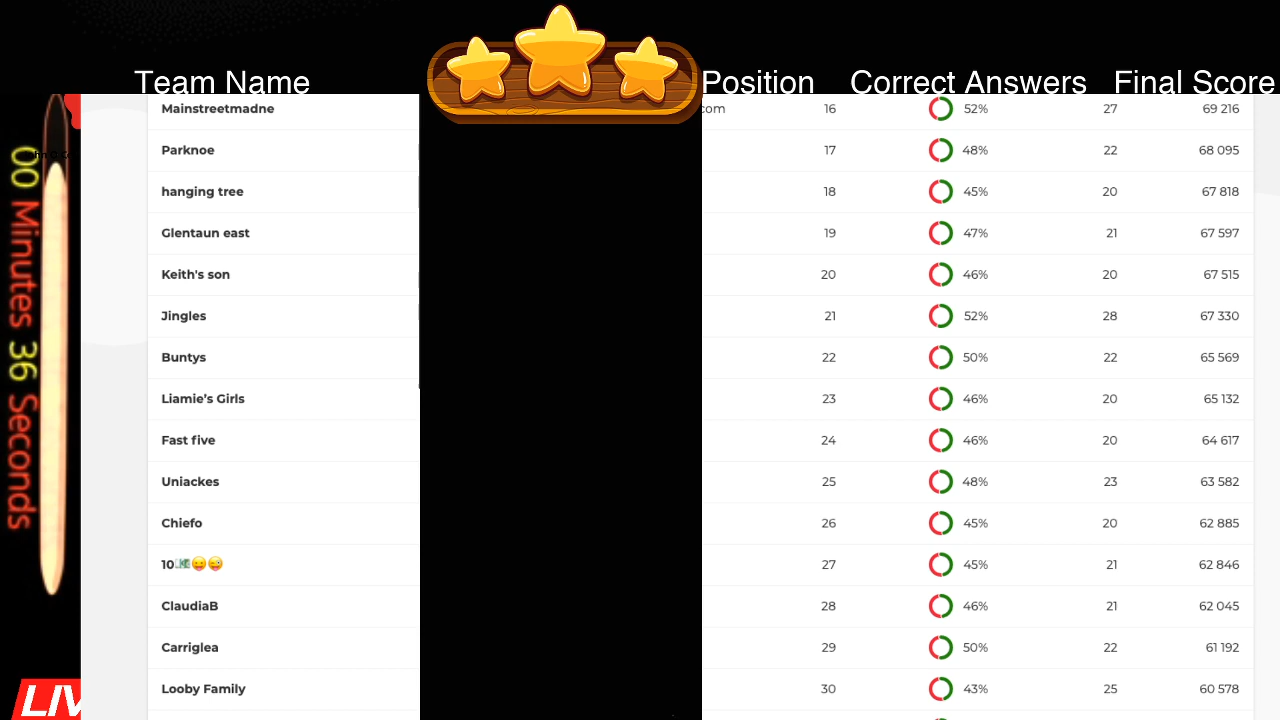 Team Name Position Correct Answers Final Score
Mainstreetmadne com 16 52% 27 69 216
Parknoe 17 48% 22 68 095
hanging tree 18 45% 20 67 818
Glentaun east 19 47% 21 67 597
Keith's son 20 46% 20 67 515
Jingles 21 52% 28 67 330
Buntys 22 50% 22 65 569
Liamie’s Girls 23 46% 20 65 132
Fast five 24 46% 20 64 617
Uniackes 25 48% 23 63 582
Chiefo 26 45% 20 62 885
10💵😛😜 27 45% 21 62 846
ClaudiaB 28 46% 21 62 045
Carriglea 29 50% 22 61 192
Looby Family 30 43% 25 60 578
00 Minutes 36 Seconds
LIV